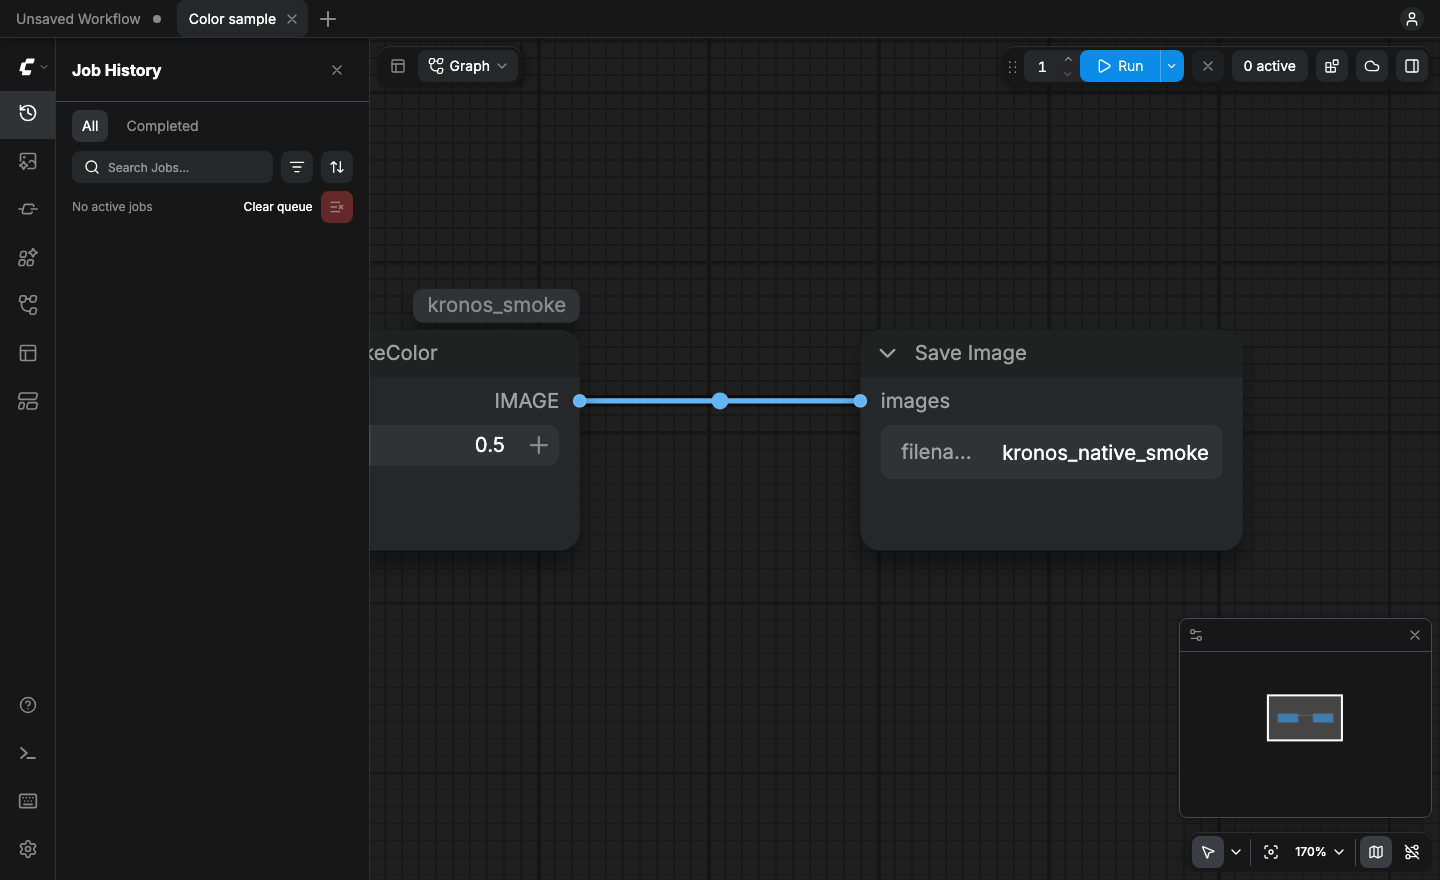 Unsaved Workflow
Color sample
Job History
Graph
1
Run
0 active
All
Completed
Search Jobs...
No active jobs
Clear queue
kronos_smoke
keColor
Save Image
IMAGE
images
0.5
filena...
kronos_native_smoke
170%